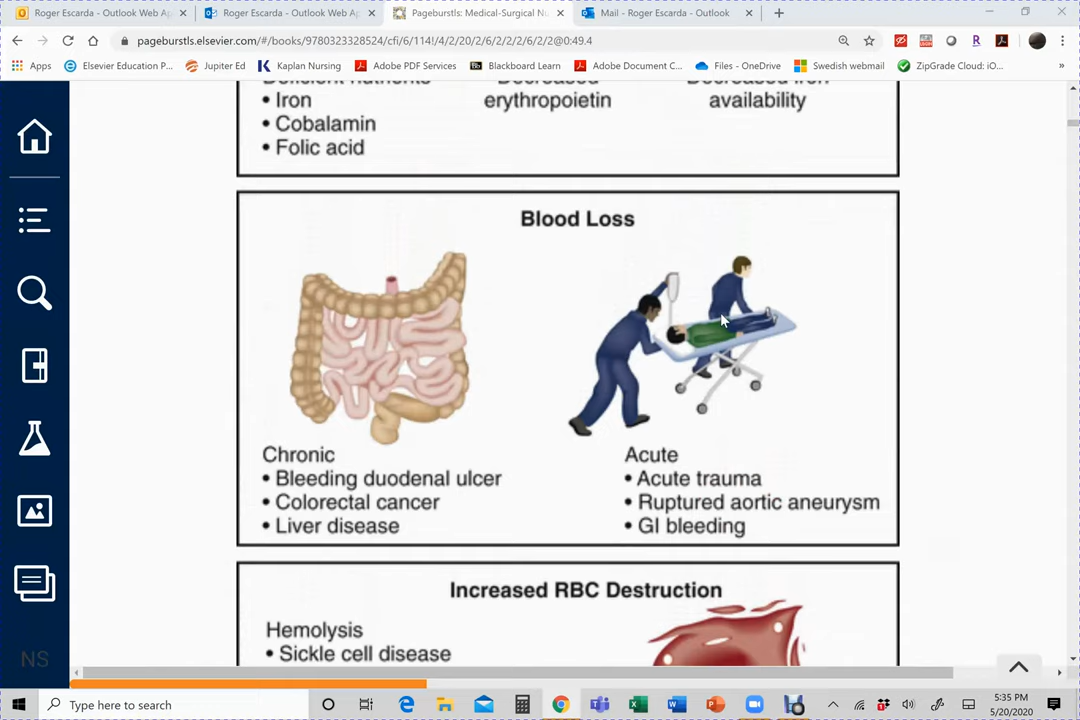 Roger Escarda - Outlook Web Ap
Roger Escarda - Outlook Web Ap
Pageburstls: Medical-Surgical Nu
Mail - Roger Escarda - Outlook
pageburstls.elsevier.com/#/books/9780323328524/cfi/6/114!/4/2/20/2/6/2/2/2/6/2/2@0:49.4
Apps
Elsevier Education P...
Jupiter Ed
Kaplan Nursing
Adobe PDF Services
Bb Blackboard Learn
Adobe Document C...
Files - OneDrive
Swedish webmail
ZipGrade Cloud: iO...
»
• Iron
erythropoietin
availability
• Cobalamin
• Folic acid
Blood Loss
Chronic
• Bleeding duodenal ulcer
• Colorectal cancer
• Liver disease
Acute
• Acute trauma
• Ruptured aortic aneurysm
• GI bleeding
Increased RBC Destruction
Hemolysis
• Sickle cell disease
NS
Type here to search
5:35 PM
5/20/2020